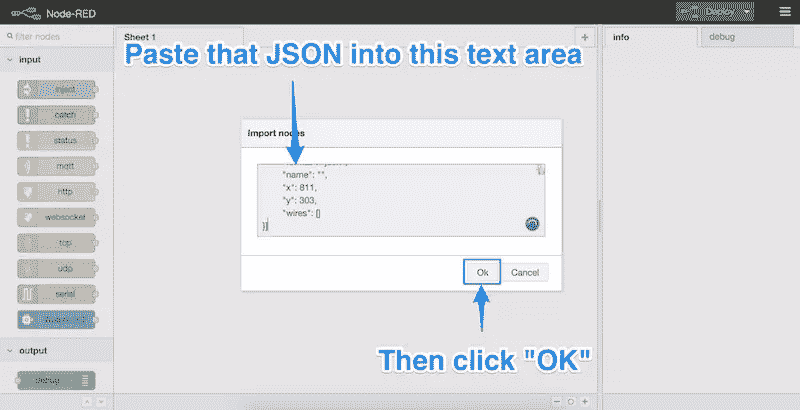 Node-RED
Deploy
filter nodes
Sheet 1
info
debug
Paste that JSON into this text area
input
inject
catch
status
mqtt
http
websocket
tcp
udp
serial
Import nodes
"name": "",
"x": 811,
"y": 303,
"wires": []
}]
Ok
Cancel
Then click "OK"
output
debug